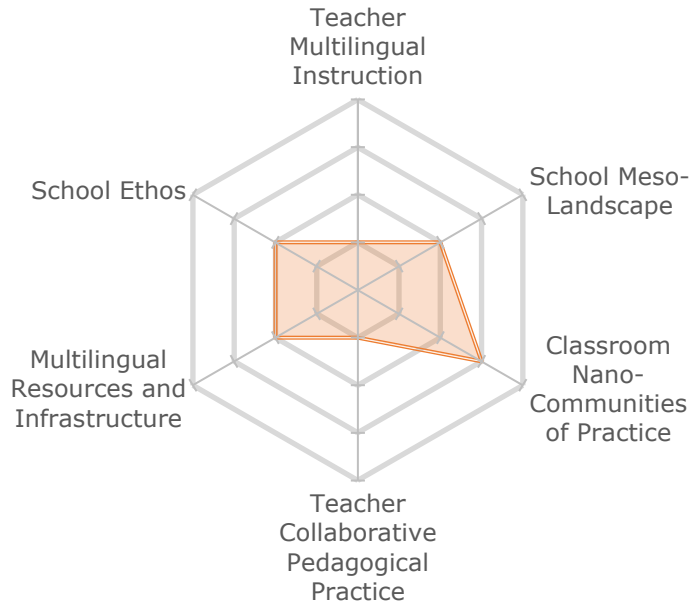 Teacher
Multilingual
Instruction
School Meso-
Landscape
Classroom
Nano-
Communities
of Practice
Teacher
Collaborative
Pedagogical
Practice
Multilingual
Resources and
Infrastructure
School Ethos